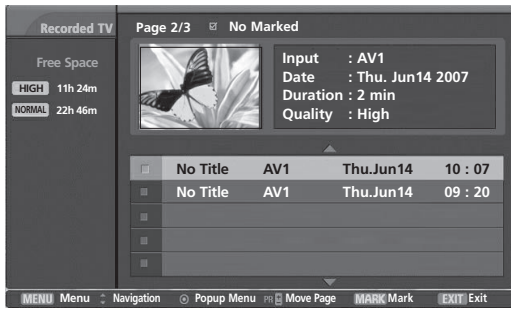 Recorded TV
Page 2/3 No Marked
Free Space
HIGH 11h 24m
NORMAL 22h 46m
Input : AV1
Date : Thu. Jun14 2007
Duration : 2 min
Quality : High
No Title AV1 Thu.Jun14 10 : 07
No Title AV1 Thu.Jun14 09 : 20
MENU Menu Navigation Popup Menu PR Move Page MARK Mark EXIT Exit